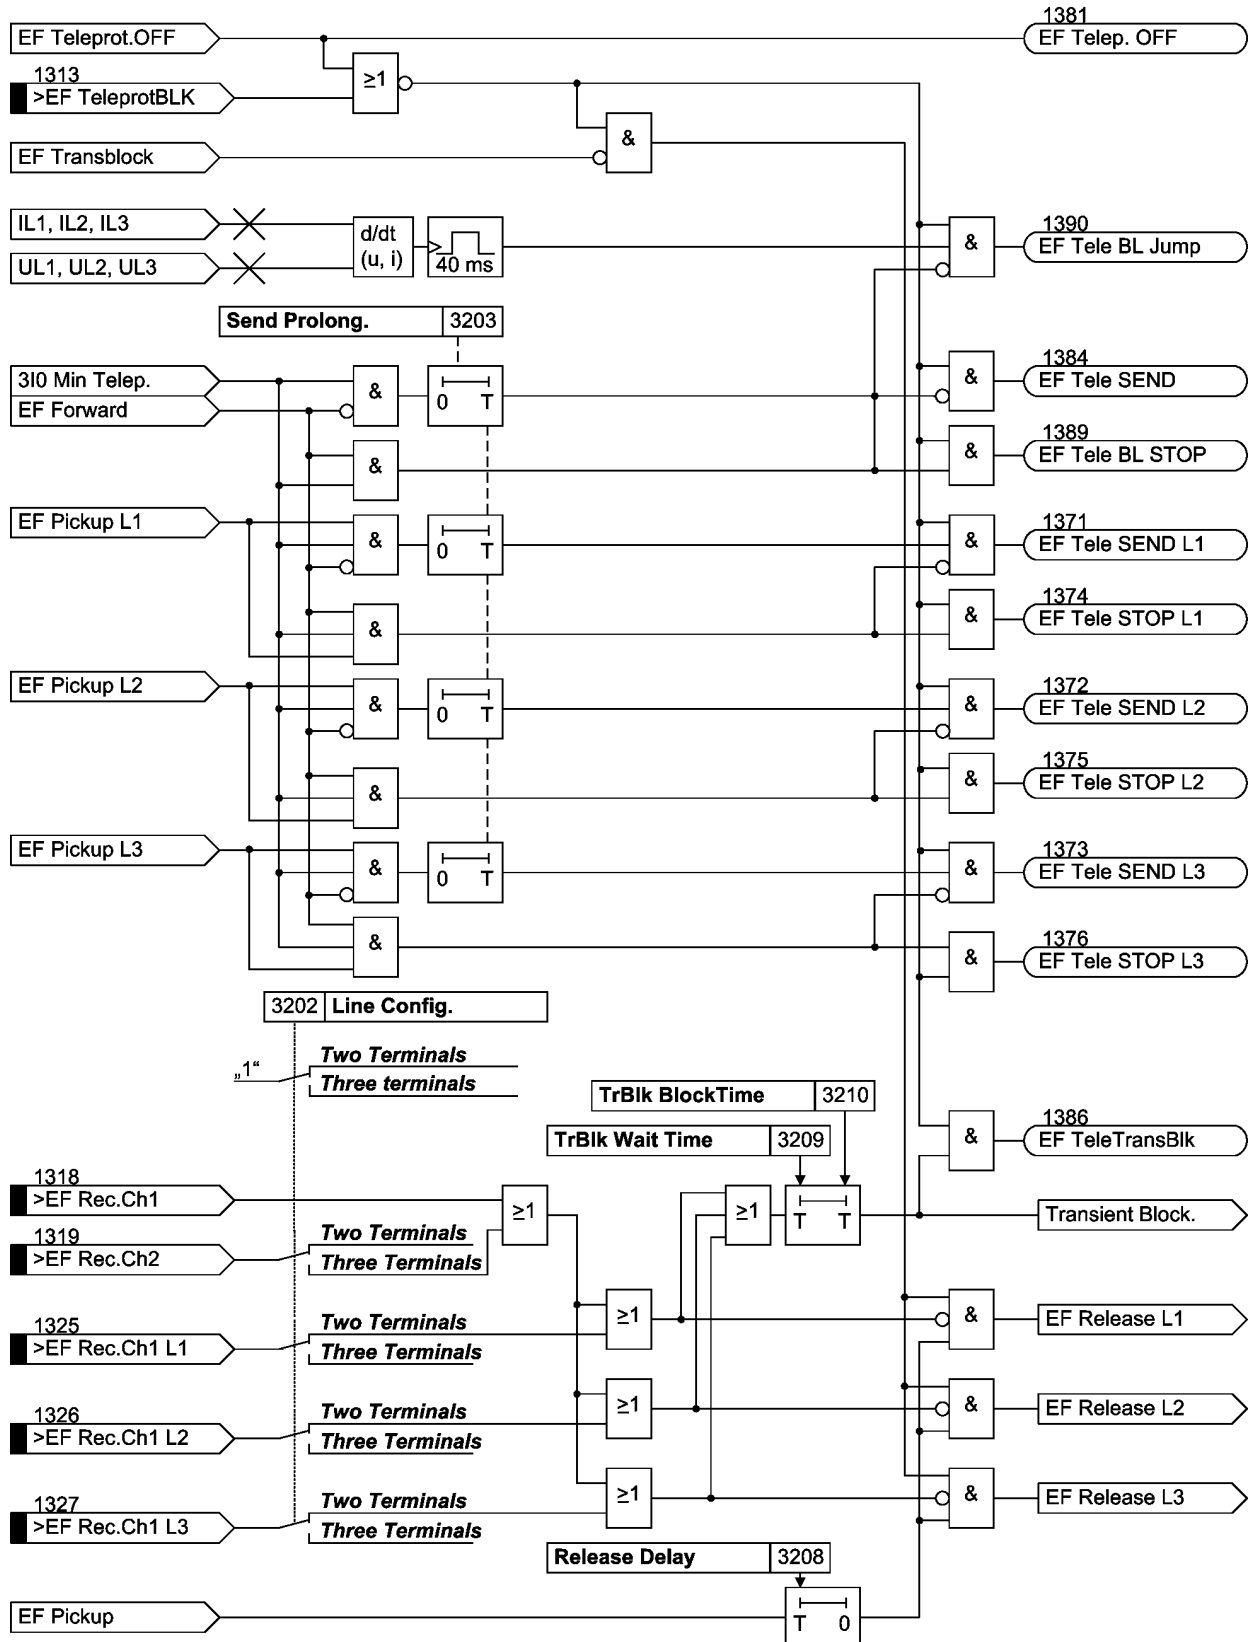 1381
EF Teleprot.OFF
EF Telep. OFF
1313
>EF TeleprotBLK
≥1
EF Transblock
&
IL1, IL2, IL3
UL1, UL2, UL3
d/dt
(u, i)
40 ms
&
1390
EF Tele BL Jump
Send Prolong. 3203
3I0 Min Telep.
EF Forward
&
0 T
&
1384
EF Tele SEND
&
&
1389
EF Tele BL STOP
EF Pickup L1
&
0 T
&
1371
EF Tele SEND L1
&
&
1374
EF Tele STOP L1
EF Pickup L2
&
0 T
&
1372
EF Tele SEND L2
&
&
1375
EF Tele STOP L2
EF Pickup L3
&
0 T
&
1373
EF Tele SEND L3
&
&
1376
EF Tele STOP L3
3202 Line Config.
„1“
Two Terminals
Three terminals
TrBlk BlockTime 3210
TrBlk Wait Time 3209
&
1386
EF TeleTransBlk
1318
>EF Rec.Ch1
≥1
≥1
T T
Transient Block.
1319
>EF Rec.Ch2
Two Terminals
Three Terminals
1325
>EF Rec.Ch1 L1
Two Terminals
Three Terminals
≥1
&
EF Release L1
1326
>EF Rec.Ch1 L2
Two Terminals
Three Terminals
≥1
&
EF Release L2
1327
>EF Rec.Ch1 L3
Two Terminals
Three Terminals
≥1
&
EF Release L3
Release Delay 3208
EF Pickup
T 0